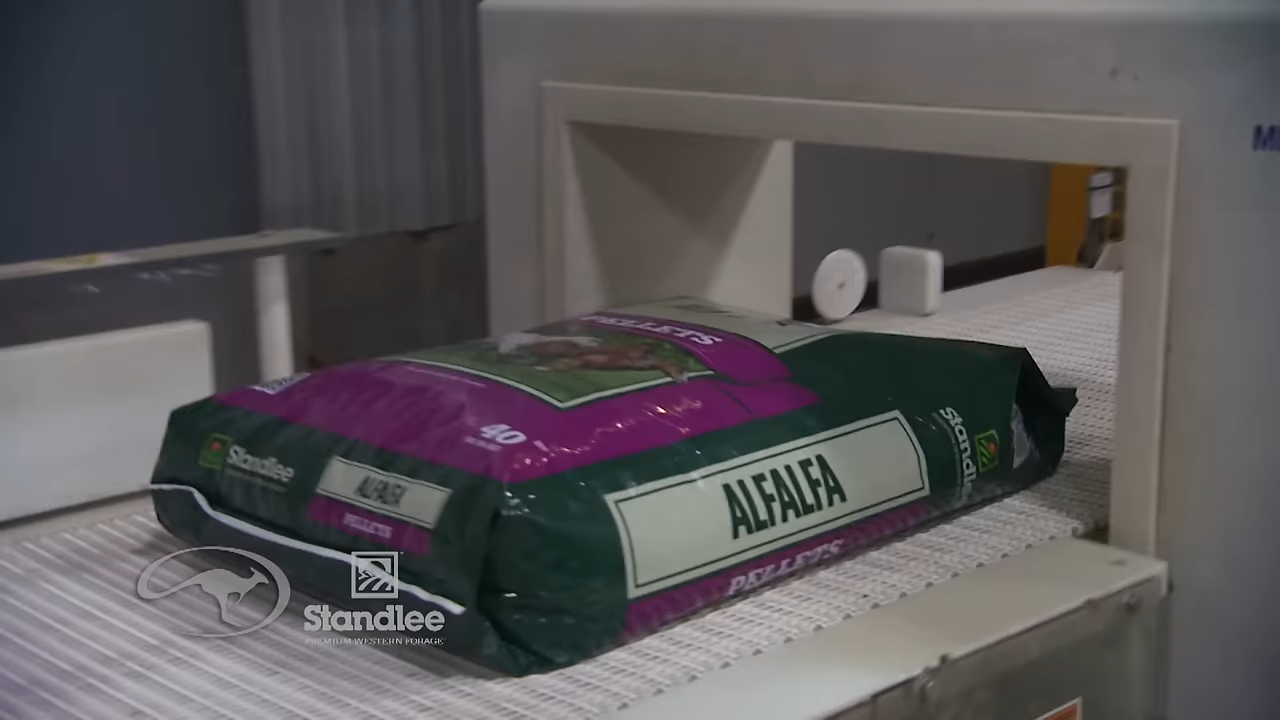 PELLETS
40
Standlee
ALFALFA
PELLETS
ALFALFA
PELLETS
Standlee
Standlee
PREMIUM WESTERN FORAGE